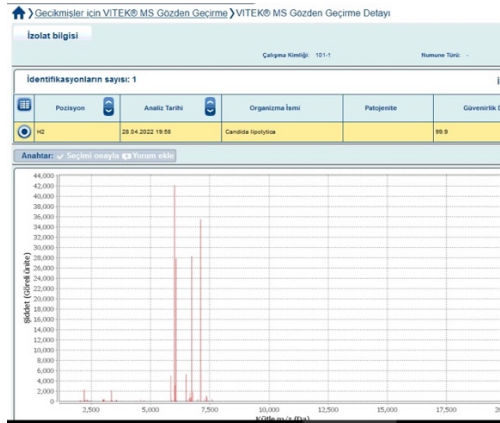 Gecikmişler için VITEK® MS Gözden Geçirme VITEK® MS Gözden Geçirme Detayı
İzolat bilgisi
Çalışma Kimliği: 101-1 Numune Türü: -
İdentifikasyonların sayısı: 1
Pozisyon Analiz Tarihi Organizma İsmi Patojenite Güvenirlik
H2 28.04.2022 19:58 Candida lipolytica 99.9
Anahtar: Seçimi onayla Yorum ekle
Şiddet (Göreli ünite)
44,000
42,000
40,000
38,000
36,000
34,000
32,000
30,000
28,000
26,000
24,000
22,000
20,000
18,000
16,000
14,000
12,000
10,000
8,000
6,000
4,000
2,000
0
2,500 5,000 7,500 10,000 12,500 15,000 17,500
Kütle m/z (Da)